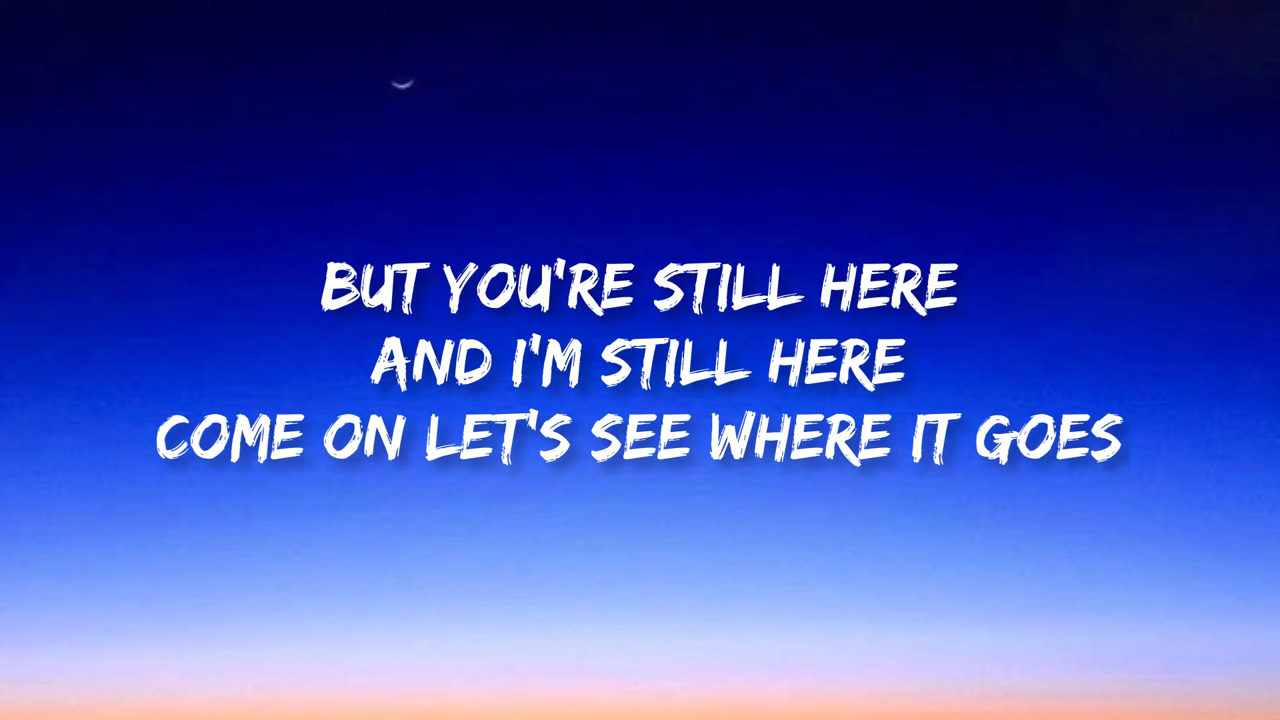 BUT YOU'RE STILL HERE
AND I'M STILL HERE
COME ON LET'S SEE WHERE IT GOES